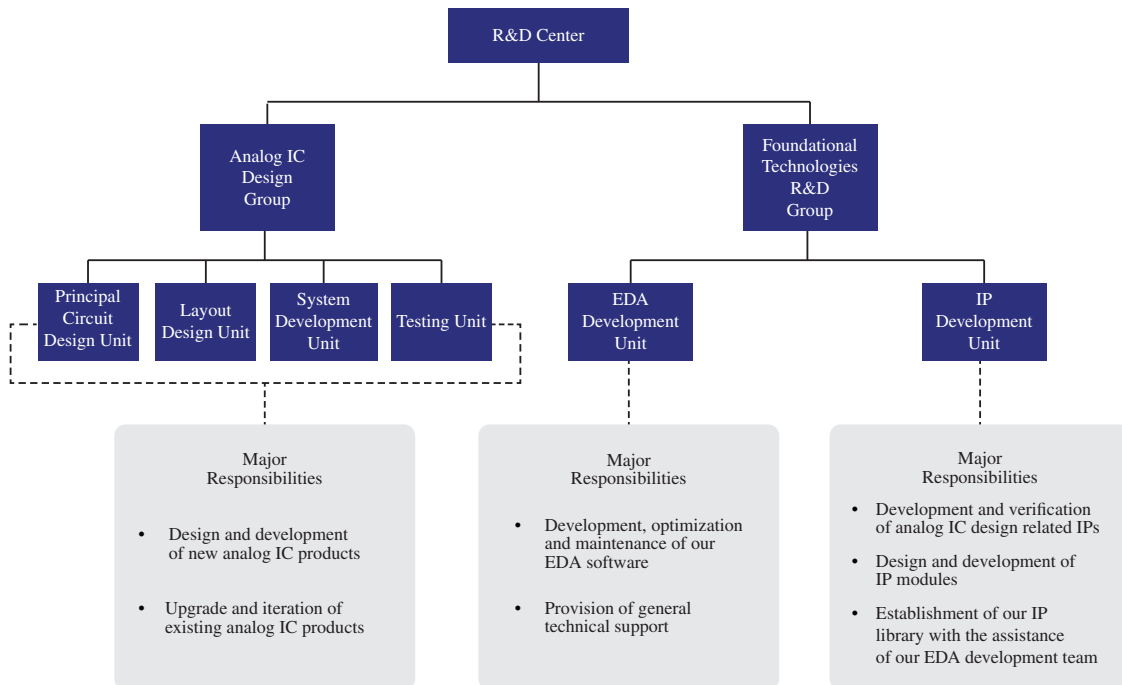 R&D Center
Analog IC
Design
Group
Foundational
Technologies
R&D
Group
Principal
Circuit
Design Unit
Layout
Design Unit
System
Development
Unit
Testing Unit
EDA
Development
Unit
IP
Development
Unit
Major
Responsibilities
• Design and development
of new analog IC products
• Upgrade and iteration of
existing analog IC products
Major
Responsibilities
• Development, optimization
and maintenance of our
EDA software
• Provision of general
technical support
Major
Responsibilities
• Development and verification
of analog IC design related IPs
• Design and development of
IP modules
• Establishment of our IP
library with the assistance
of our EDA development team